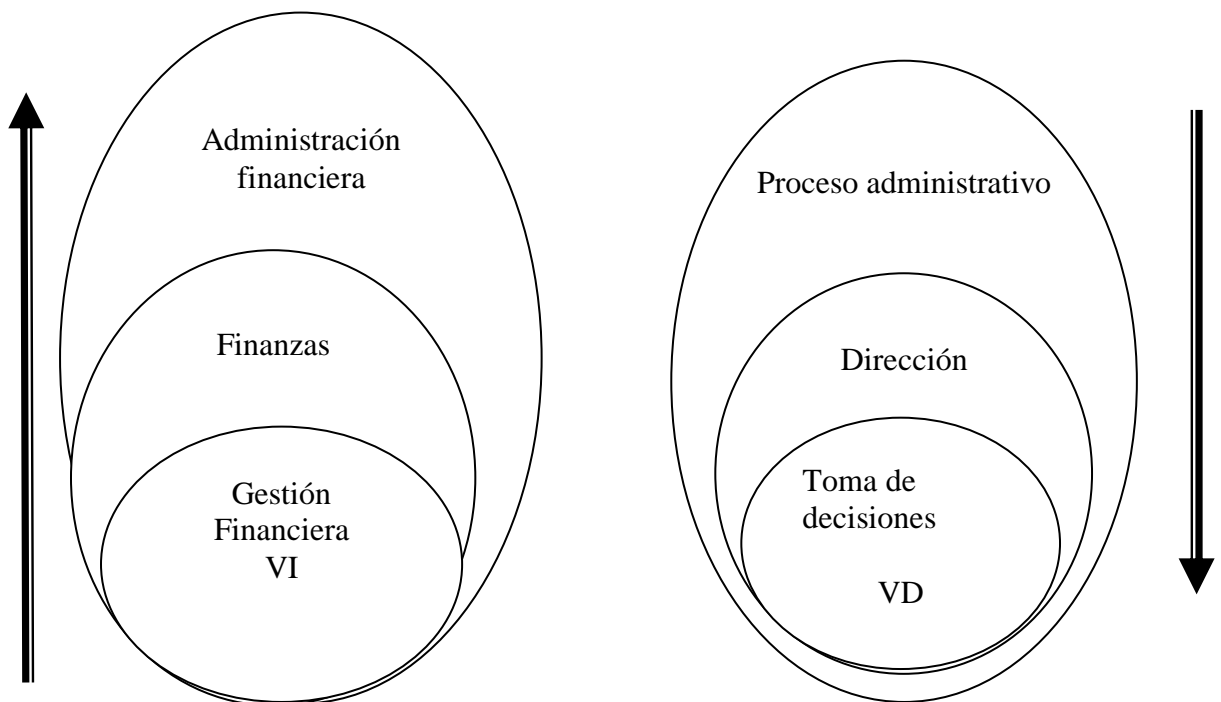 Administración
financiera
Finanzas
Gestión
Financiera
VI
Proceso administrativo
Dirección
Toma de
decisiones
VD